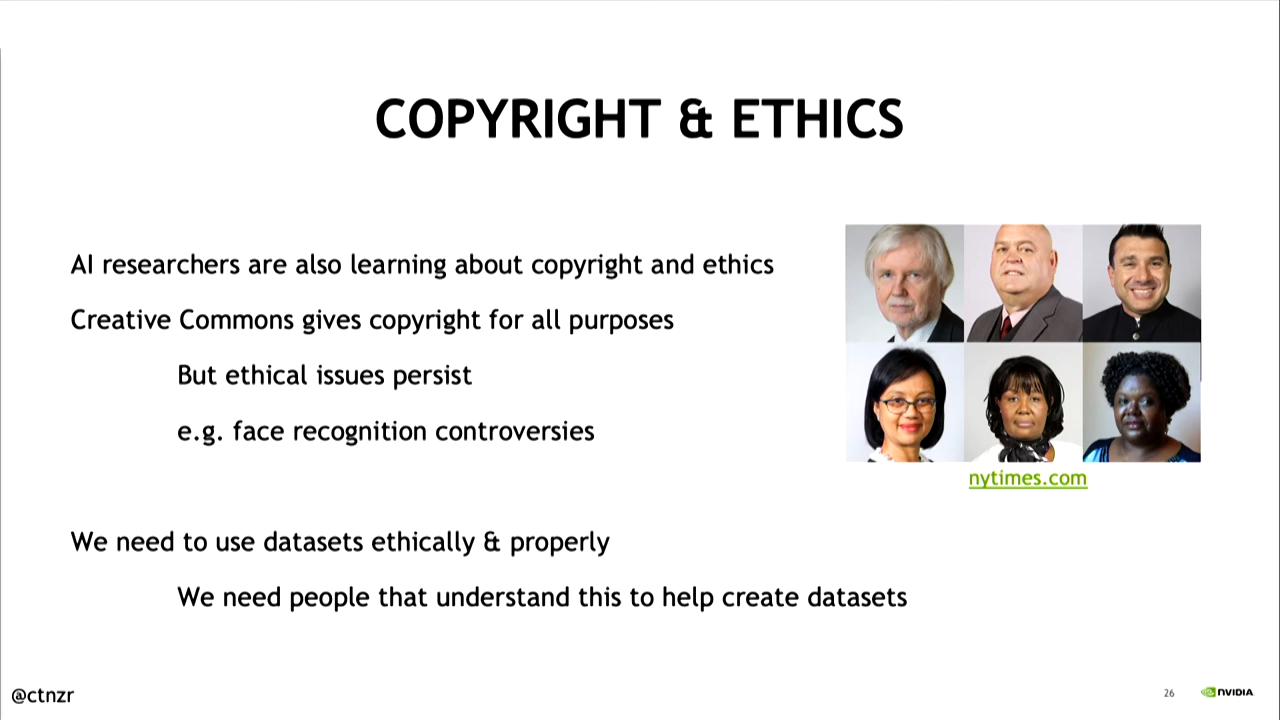 COPYRIGHT & ETHICS
AI researchers are also learning about copyright and ethics
Creative Commons gives copyright for all purposes
But ethical issues persist
e.g. face recognition controversies
nytimes.com
We need to use datasets ethically & properly
We need people that understand this to help create datasets
@ctnzr
26
NVIDIA